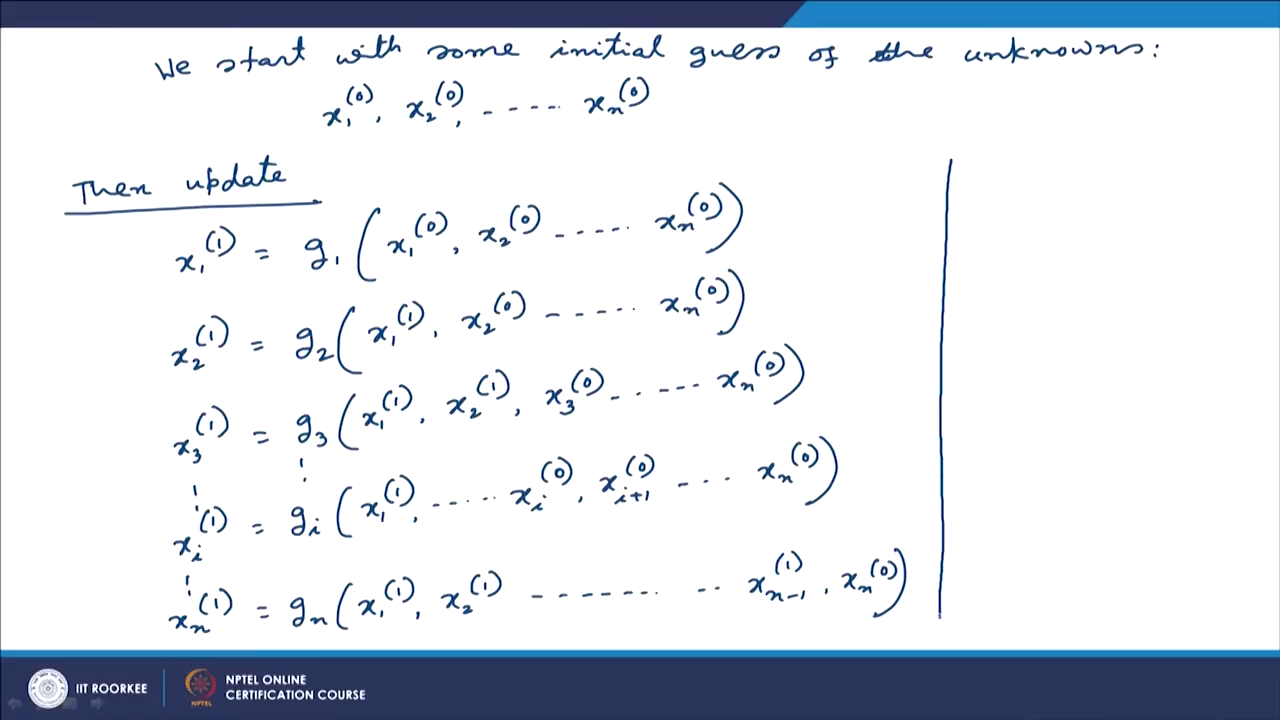 We start with some initial guess of the unknowns:
x₁⁽⁰⁾, x₂⁽⁰⁾, ----- xₙ⁽⁰⁾
Then update
x₁⁽¹⁾ = g₁(x₁⁽⁰⁾, x₂⁽⁰⁾ ----- xₙ⁽⁰⁾)
x₂⁽¹⁾ = g₂(x₁⁽¹⁾, x₂⁽⁰⁾ ----- xₙ⁽⁰⁾)
x₃⁽¹⁾ = g₃(x₁⁽¹⁾, x₂⁽¹⁾, x₃⁽⁰⁾ ----- xₙ⁽⁰⁾)
xᵢ⁽¹⁾ = gᵢ(x₁⁽¹⁾, ----- xᵢ⁽⁰⁾, xᵢ₊₁⁽⁰⁾ --- xₙ⁽⁰⁾)
xₙ⁽¹⁾ = gₙ(x₁⁽¹⁾, x₂⁽¹⁾ --------- xₙ₋₁⁽¹⁾, xₙ⁽⁰⁾)
IIT ROORKEE
NPTEL
NPTEL ONLINE
CERTIFICATION COURSE